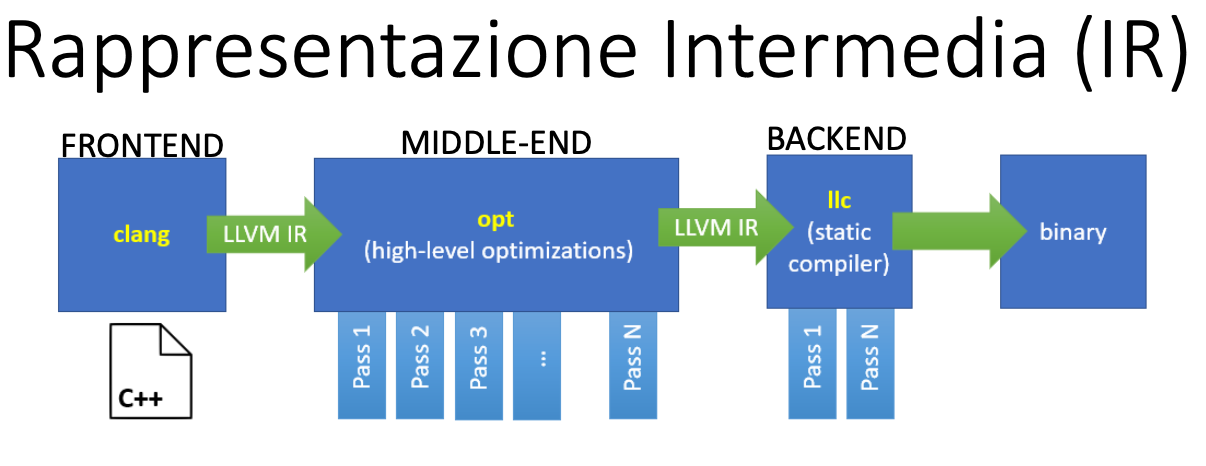 Rappresentazione Intermedia (IR)
FRONTEND
MIDDLE-END
BACKEND
clang
LLVM IR
opt
(high-level optimizations)
LLVM IR
llc
(static
compiler)
binary
C++
Pass 1
Pass 2
Pass 3
...
Pass N
Pass 1
Pass N